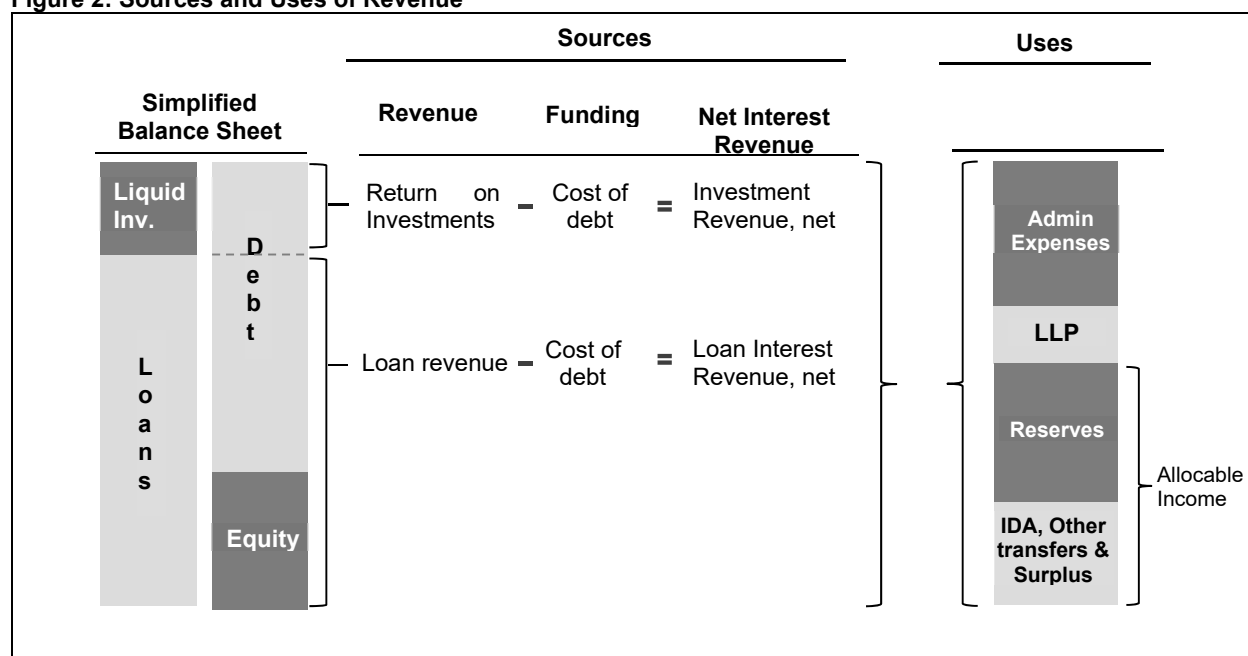 Figure 2: Sources and Uses of Revenue
Sources
Uses
Simplified
Balance Sheet
Revenue
Funding
Net Interest
Revenue
Liquid
Inv.
D
e
b
t
Return on
Investments
–
Cost of
debt
=
Investment
Revenue, net
L
o
a
n
s
Loan revenue
–
Cost of
debt
=
Loan Interest
Revenue, net
Equity
Admin
Expenses
LLP
Reserves
IDA, Other
transfers &
Surplus
Allocable
Income